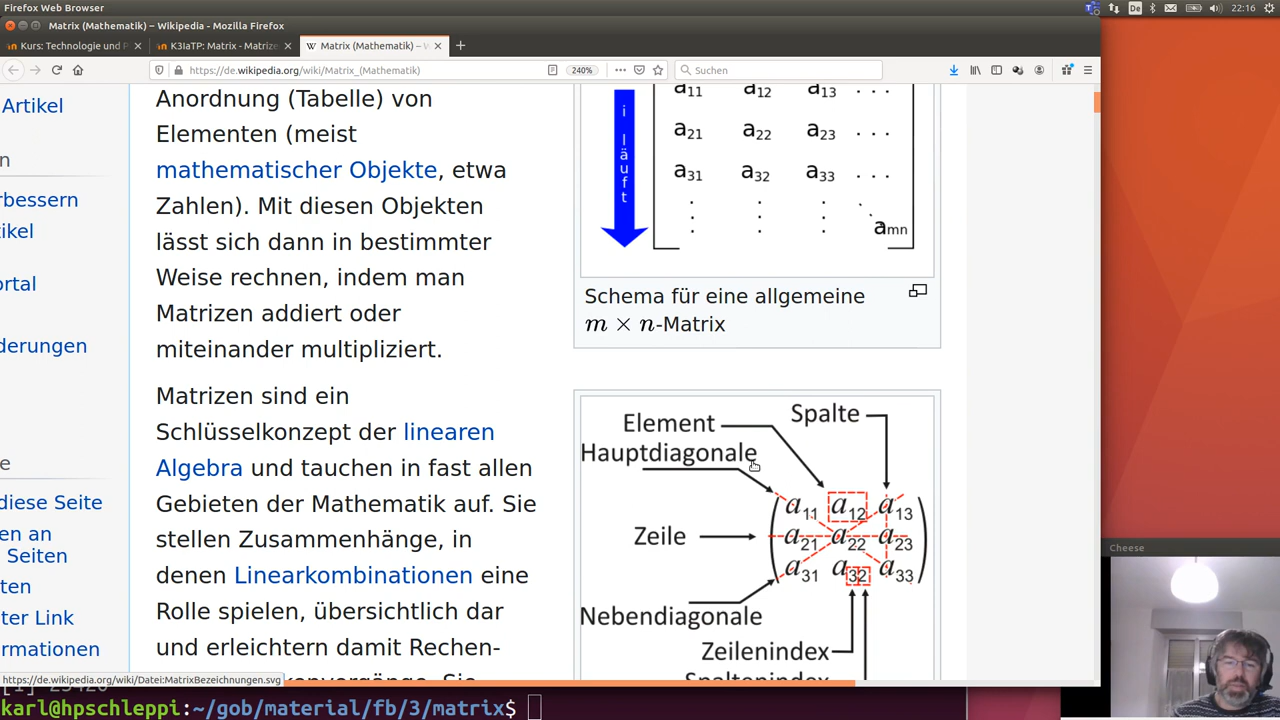 Firefox Web Browser
De
22:16
Matrix (Mathematik) – Wikipedia - Mozilla Firefox
Kurs: Technologie und P
K3IaTP: Matrix - Matrize
W Matrix (Mathematik) – W
https://de.wikipedia.org/wiki/Matrix_(Mathematik)
240%
Suchen
Artikel
n
erbessern
ikel
ortal
derungen
e
diese Seite
en an
Seiten
ten
ter Link
rmationen
Anordnung (Tabelle) von
Elementen (meist
mathematischer Objekte, etwa
Zahlen). Mit diesen Objekten
lässt sich dann in bestimmter
Weise rechnen, indem man
Matrizen addiert oder
miteinander multipliziert.
Matrizen sind ein
Schlüsselkonzept der linearen
Algebra und tauchen in fast allen
Gebieten der Mathematik auf. Sie
stellen Zusammenhänge, in
denen Linearkombinationen eine
Rolle spielen, übersichtlich dar
und erleichtern damit Rechen-
i läuft
a11 a12 a13 . . .
a21 a22 a23 . . .
a31 a32 a33 . . .
amn
Schema für eine allgemeine
m × n-Matrix
Element
Spalte
Hauptdiagonale
a11 a12 a13
Zeile
a21 a22 a23
a31 a32 a33
Nebendiagonale
Zeilenindex
Spaltenindex
https://de.wikipedia.org/wiki/Datei:MatrixBezeichnungen.svg
karl@hpschleppi:~/gob/material/fb/3/matrix$
Cheese